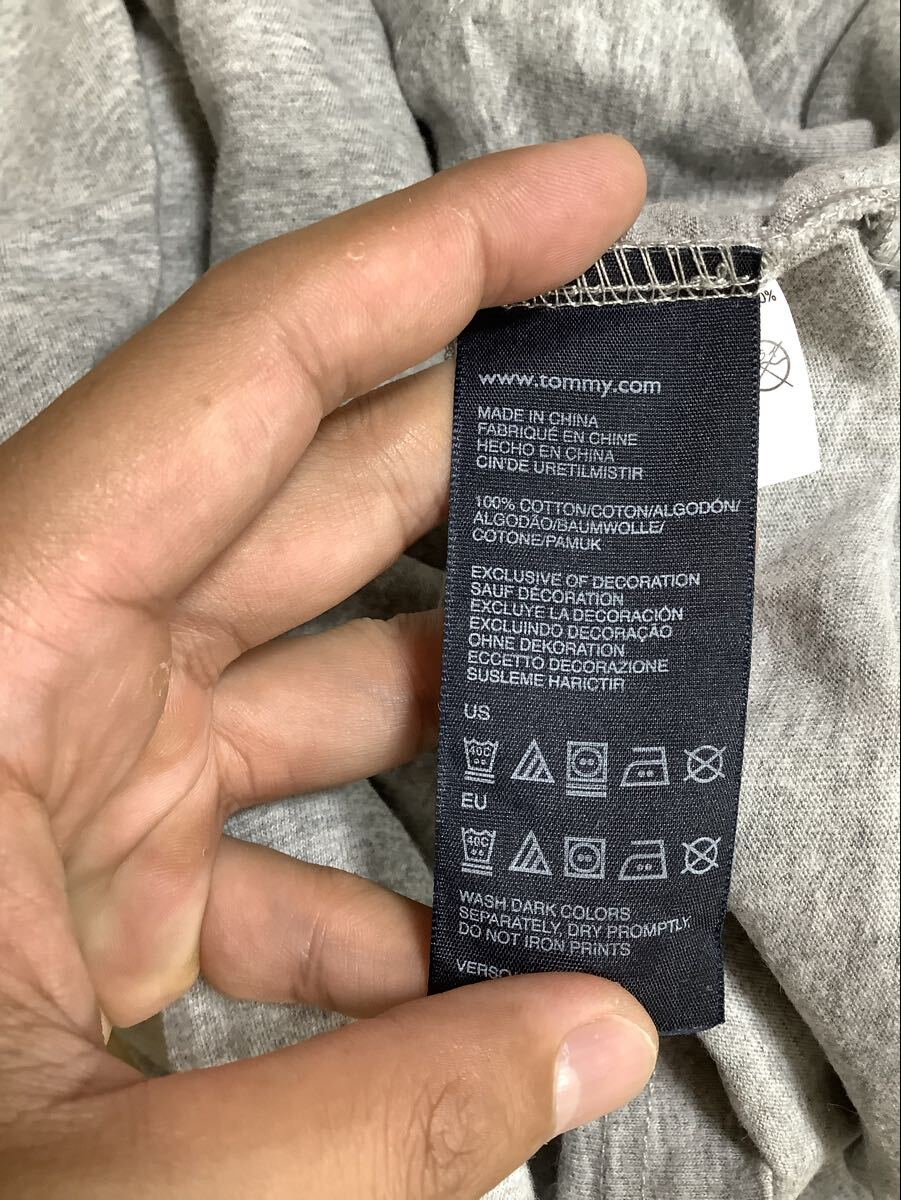 www.tommy.com
MADE IN CHINA
FABRIQUÉ EN CHINE
HECHO EN CHINA
CIN'DE URETILMISTIR
100% COTTON/COTON/ALGODÓN/
ALGODÃO/BAUMWOLLE/
COTONE/PAMUK
EXCLUSIVE OF DECORATION
SAUF DÉCORATION
EXCLUYE LA DECORACIÓN
EXCLUINDO DECORAÇÃO
OHNE DEKORATION
ECCETTO DECORAZIONE
SUSLEME HARICTIR
US
40C
EU
40C
WASH DARK COLORS
SEPARATELY, DRY PROMPTLY,
DO NOT IRON PRINTS